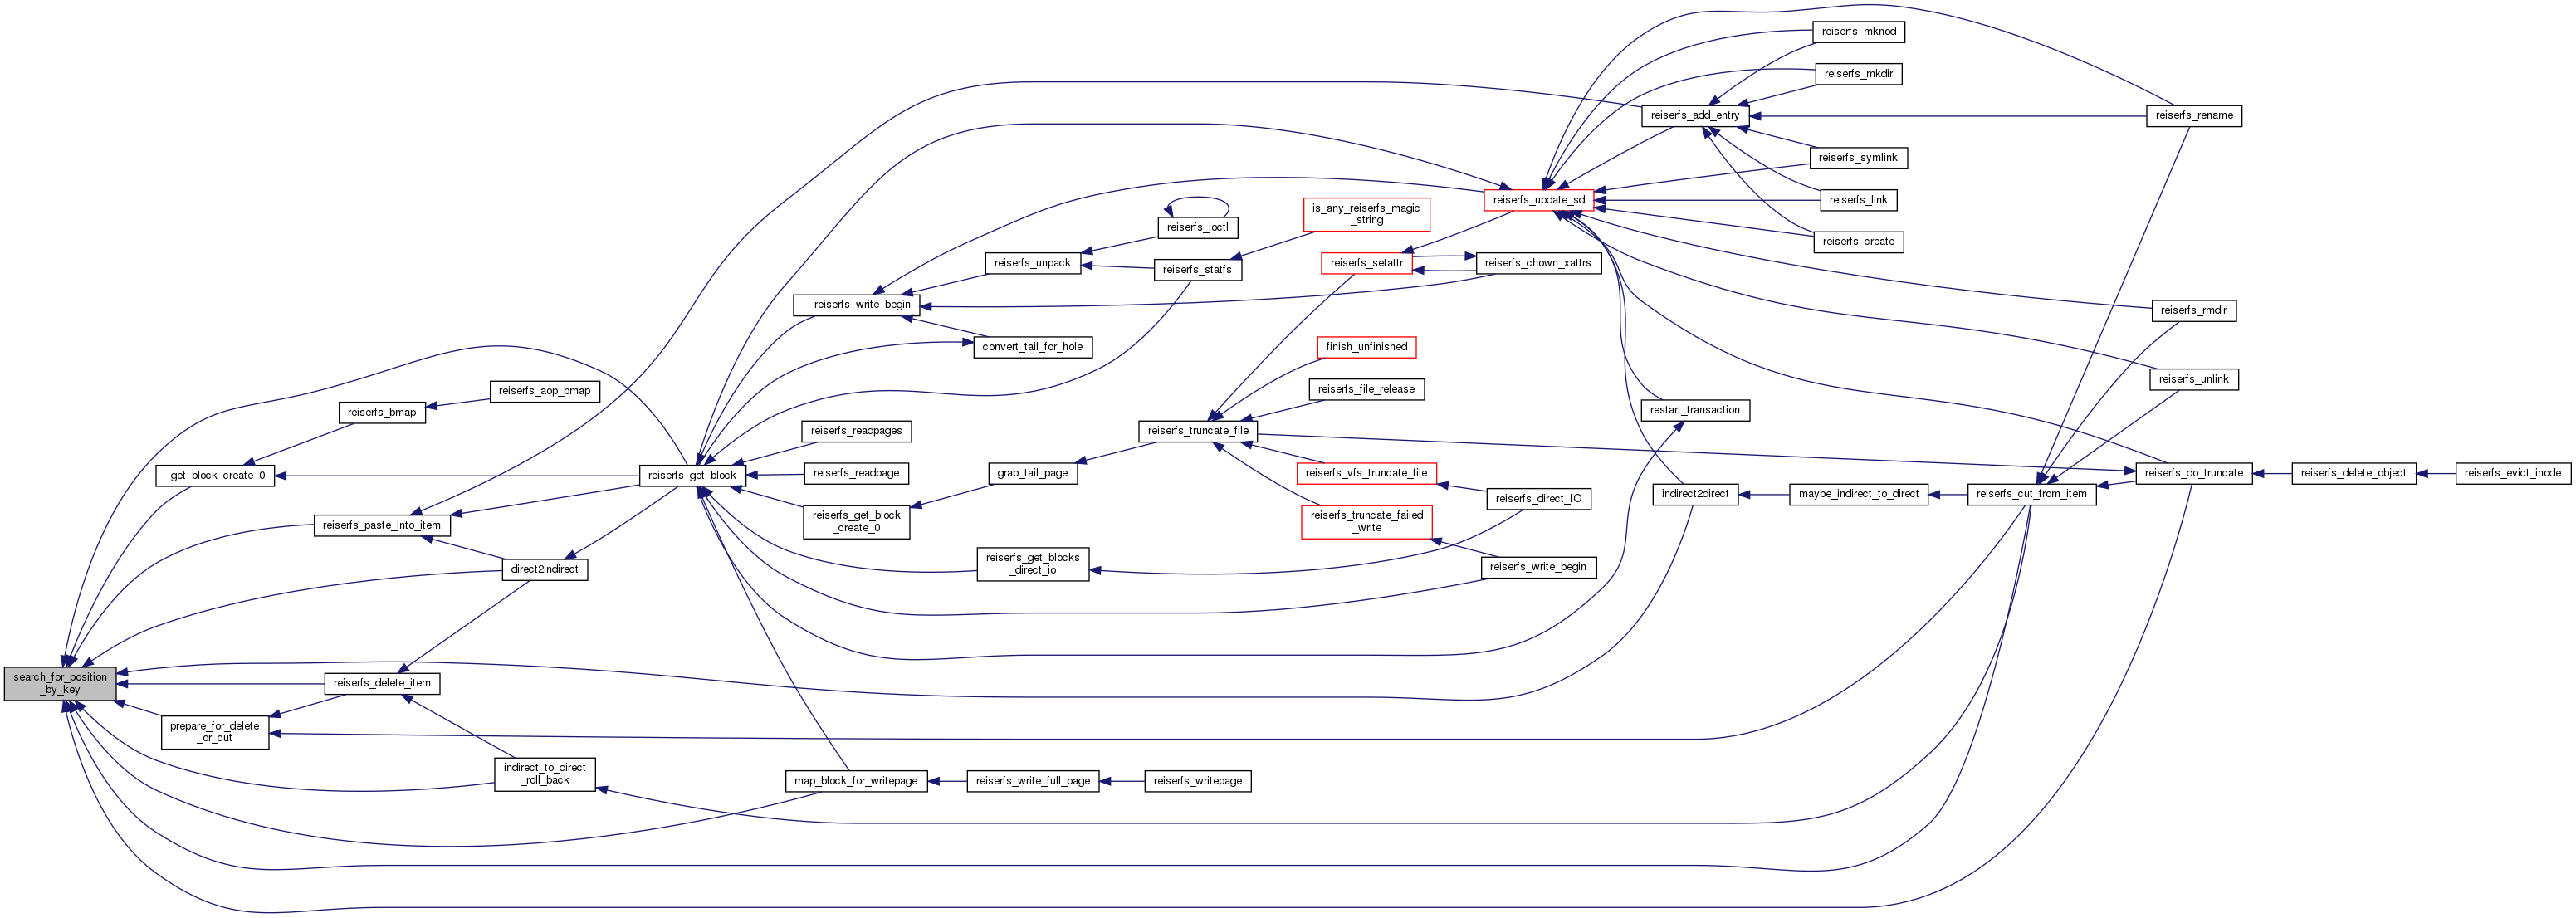 search_for_position
_by_key
_get_block_create_0
prepare_for_delete
_or_cut
reiserfs_bmap
reiserfs_paste_into_item
reiserfs_delete_item
reiserfs_aop_bmap
direct2indirect
indirect_to_direct
_roll_back
reiserfs_get_block
__reiserfs_write_begin
reiserfs_readpages
reiserfs_readpage
reiserfs_get_block
_create_0
map_block_for_writepage
reiserfs_unpack
convert_tail_for_hole
grab_tail_page
reiserfs_get_blocks
_direct_io
reiserfs_write_full_page
reiserfs_ioctl
reiserfs_statfs
reiserfs_truncate_file
reiserfs_writepage
is_any_reiserfs_magic
_string
reiserfs_setattr
finish_unfinished
reiserfs_file_release
reiserfs_vfs_truncate_file
reiserfs_truncate_failed
_write
reiserfs_update_sd
reiserfs_chown_xattrs
reiserfs_direct_IO
reiserfs_write_begin
reiserfs_add_entry
restart_transaction
indirect2direct
reiserfs_mknod
reiserfs_mkdir
reiserfs_symlink
reiserfs_link
reiserfs_create
maybe_indirect_to_direct
reiserfs_cut_from_item
reiserfs_rename
reiserfs_rmdir
reiserfs_unlink
reiserfs_do_truncate
reiserfs_delete_object
reiserfs_evict_inode